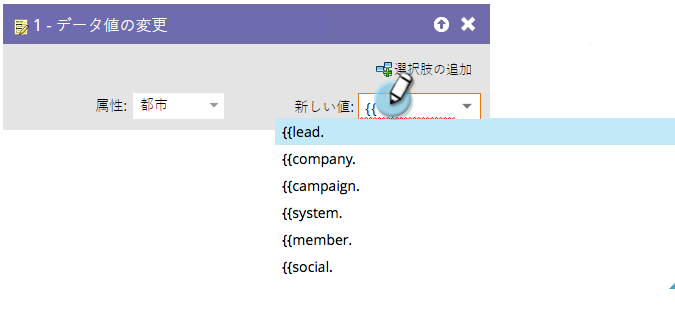 1 - データ値の変更
選択肢の追加
属性: 都市 新しい値: {{
{{lead.
{{company.
{{campaign.
{{system.
{{member.
{{social.